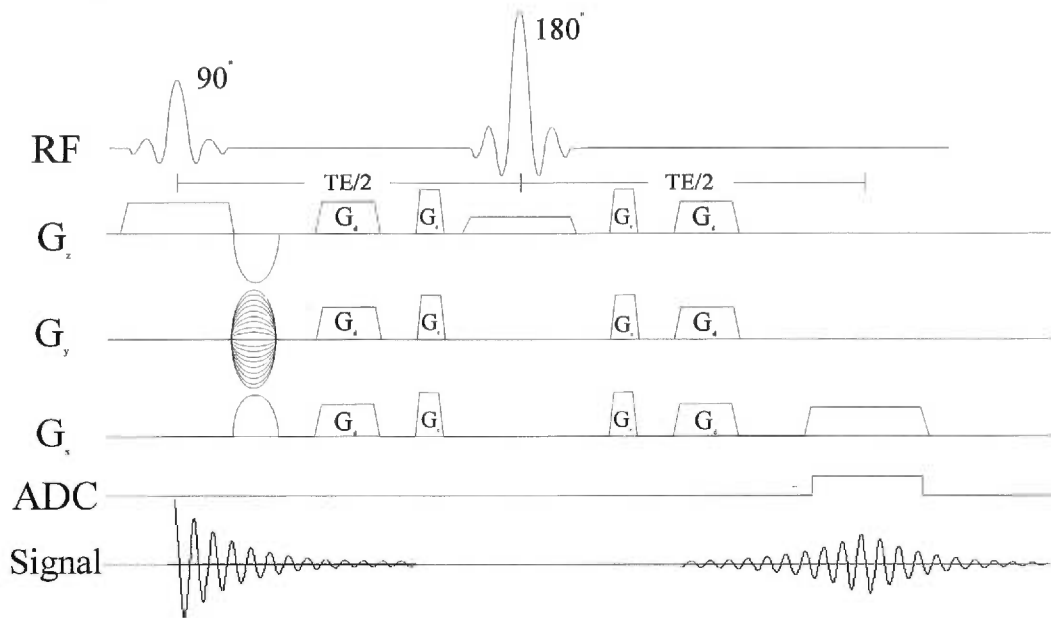 180°
90°
RF
TE/2 TE/2
Gz Gd Gc Gc Gd
Gy Gd Gc Gc Gd
Gx Gd Gc Gc Gd
ADC
Signal